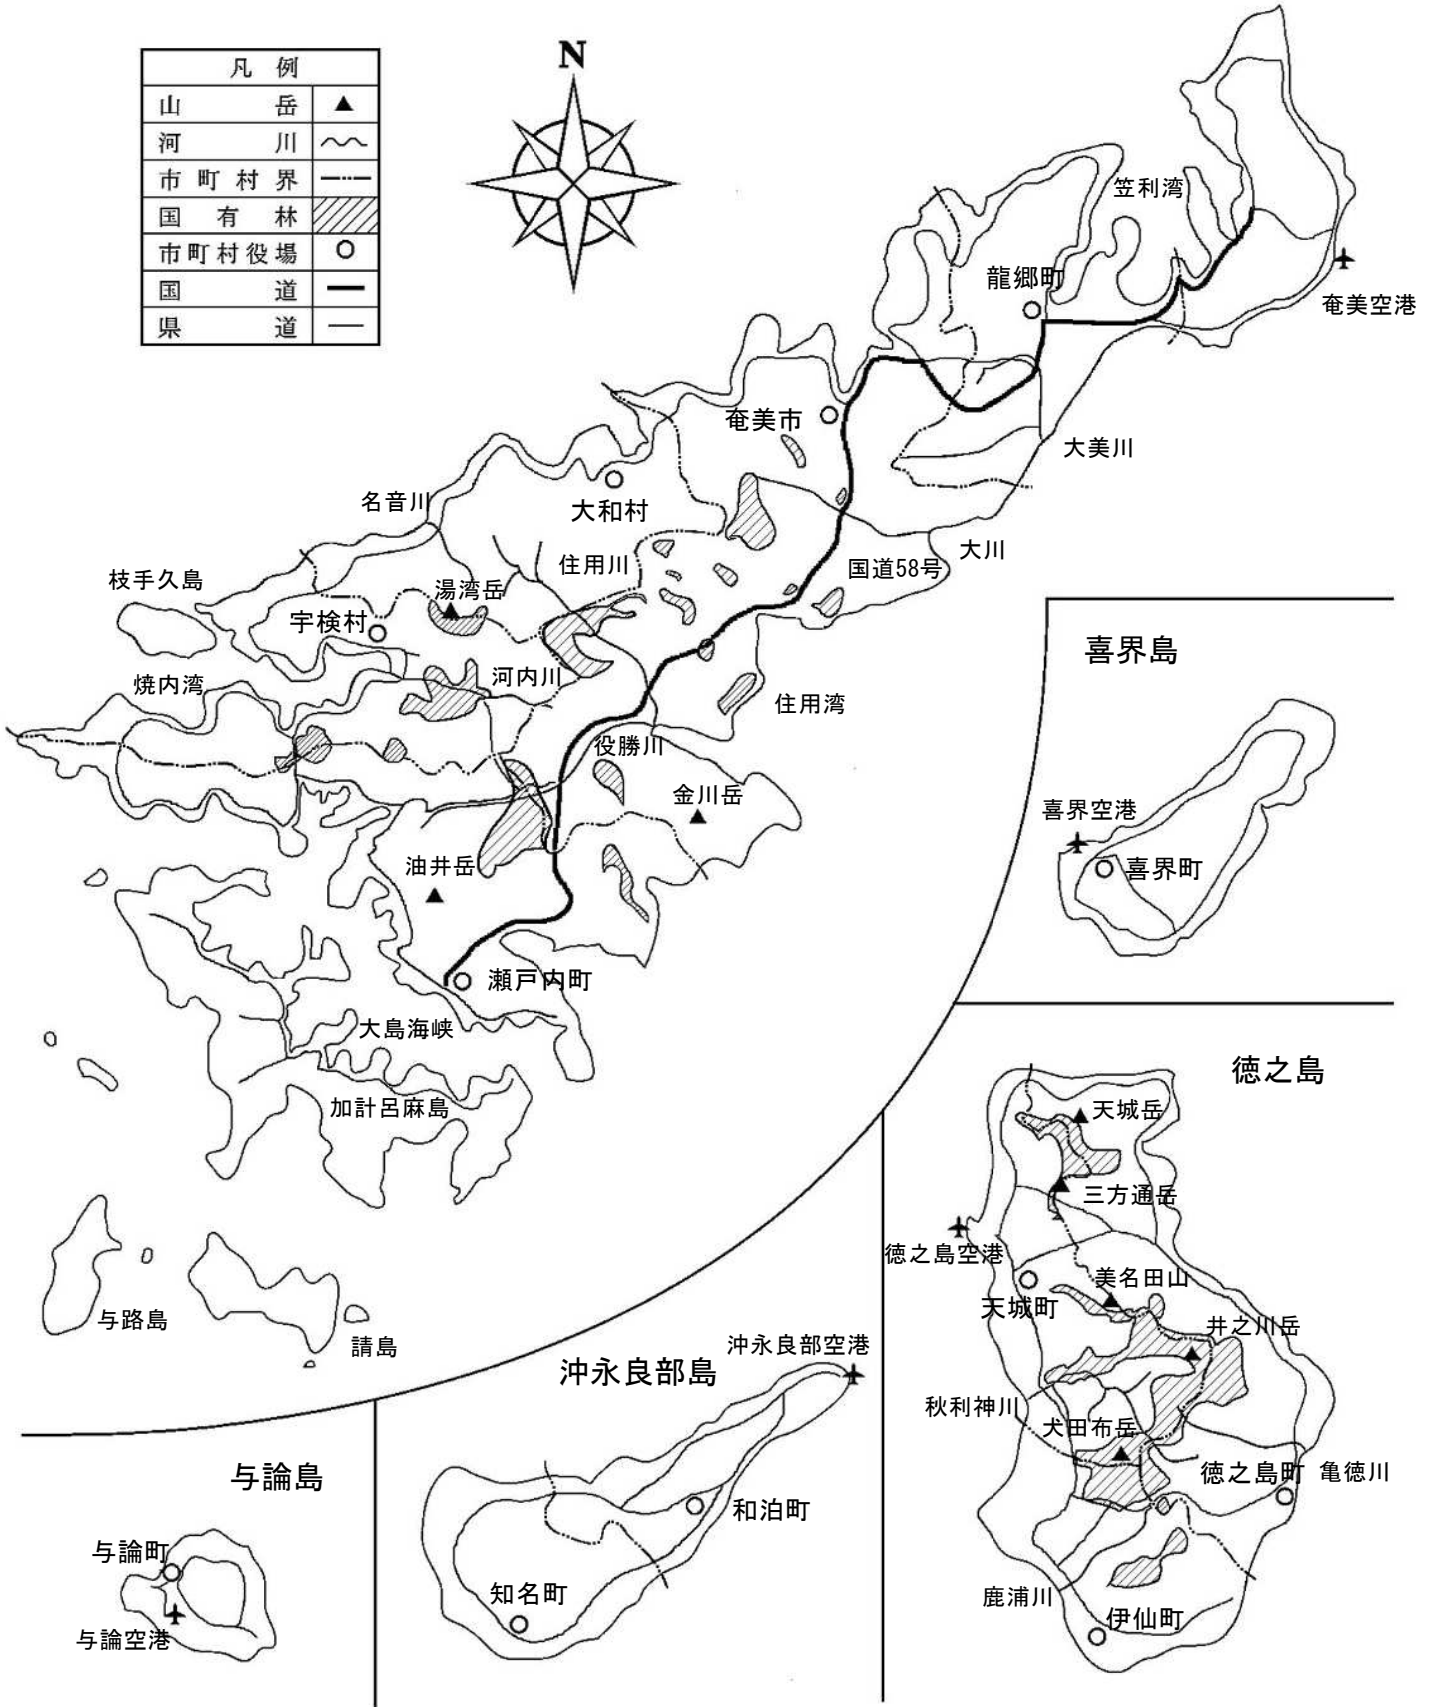 凡例
山岳
河川
市町村界
国有林
市町村役場
国道
県道
N
笠利湾
龍郷町
奄美空港
奄美市
大美川
名音川
大和村
大川
住用川
国道58号
枝手久島
湯湾岳
宇検村
焼内湾
河内川
住用湾
役勝川
金川岳
油井岳
瀬戸内町
大島海峡
加計呂麻島
与路島
請島
喜界島
喜界空港
喜界町
徳之島
天城岳
三方通岳
徳之島空港
美名田山
天城町
井之川岳
秋利神川
犬田布岳
徳之島町
亀徳川
鹿浦川
伊仙町
沖永良部島
沖永良部空港
和泊町
知名町
与論島
与論町
与論空港